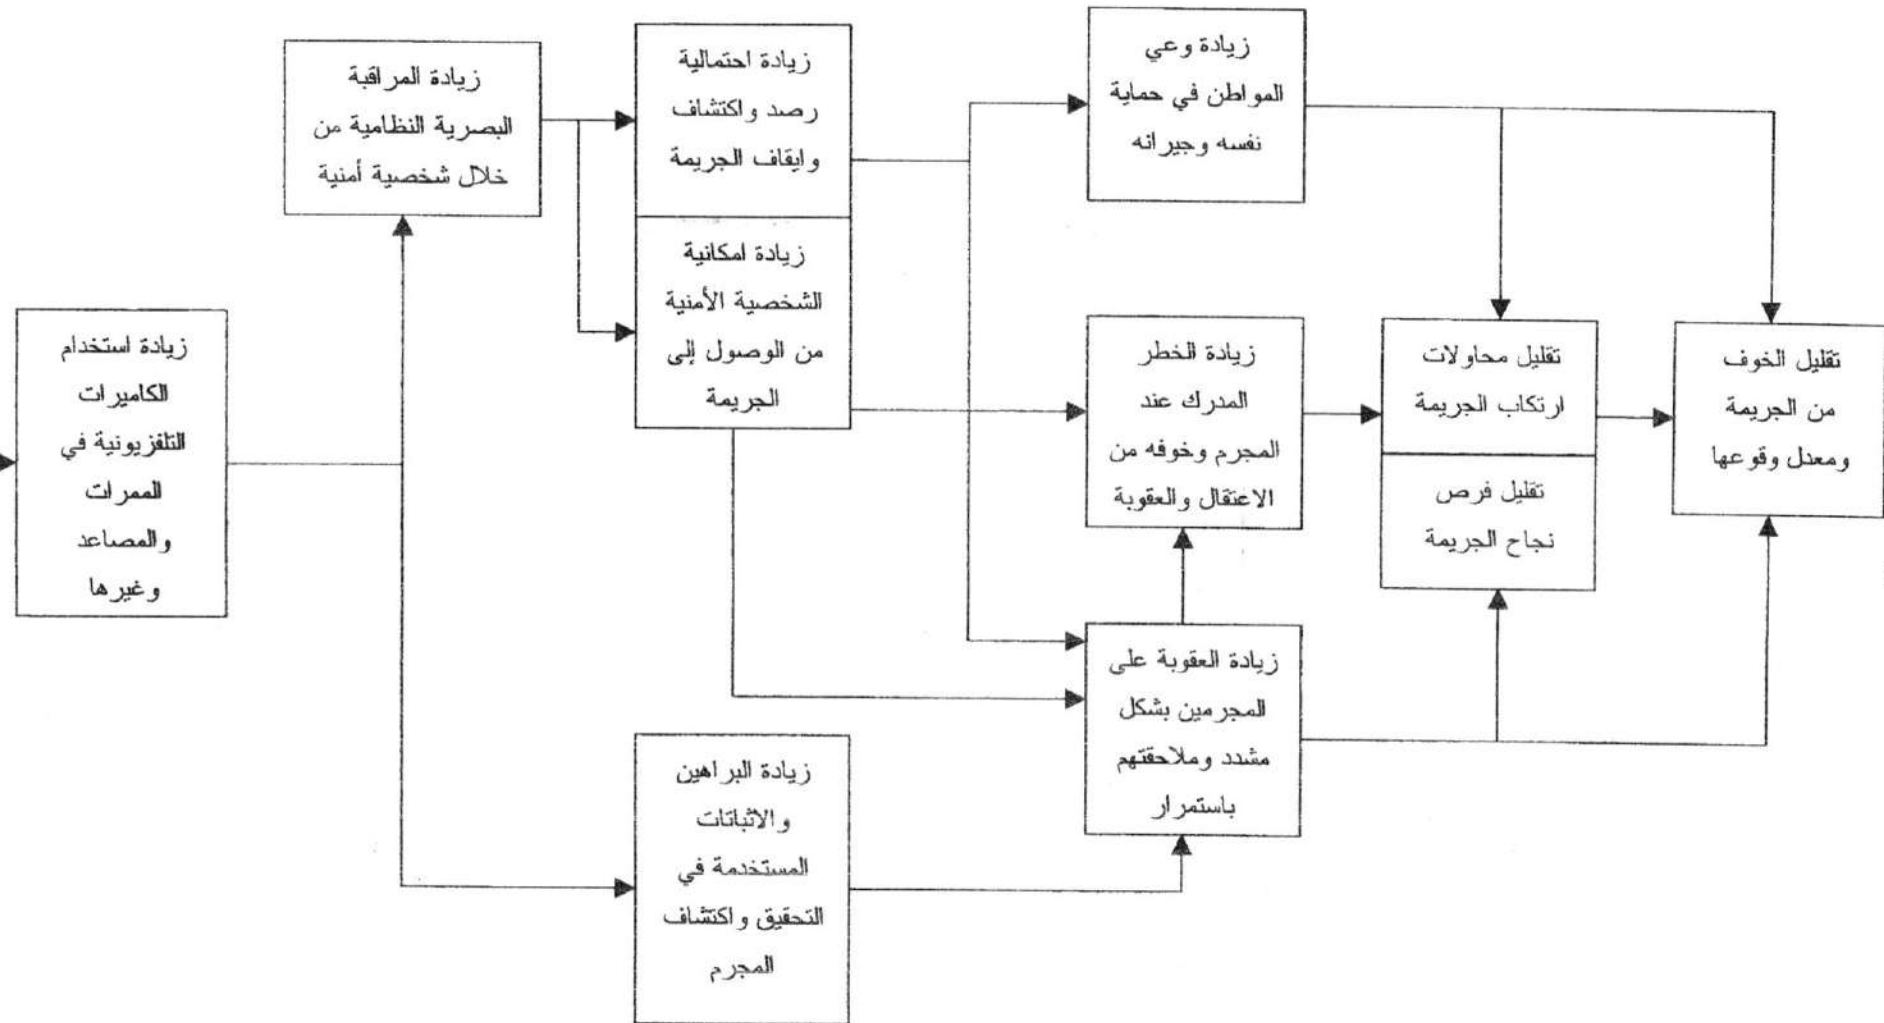 زيادة استخدام
الكاميرات
التلفزيونية في
الممرات
والمصاعد
وغيرها
زيادة المراقبة
البصرية النظامية من
خلال شخصية أمنية
زيادة احتمالية
رصد واكتشاف
وايقاف الجريمة
زيادة امكانية
الشخصية الأمنية
من الوصول إلى
الجريمة
زيادة البراهين
والاثباتات
المستخدمة في
التحقيق واكتشاف
المجرم
زيادة وعي
المواطن في حماية
نفسه وجيرانه
زيادة الخطر
المدرك عند
المجرم وخوفه من
الاعتقال والعقوبة
زيادة العقوبة على
المجرمين بشكل
مشدد وملاحقتهم
باستمرار
تقليل محاولات
ارتكاب الجريمة
تقليل فرص
نجاح الجريمة
تقليل الخوف
من الجريمة
ومعدل وقوعها